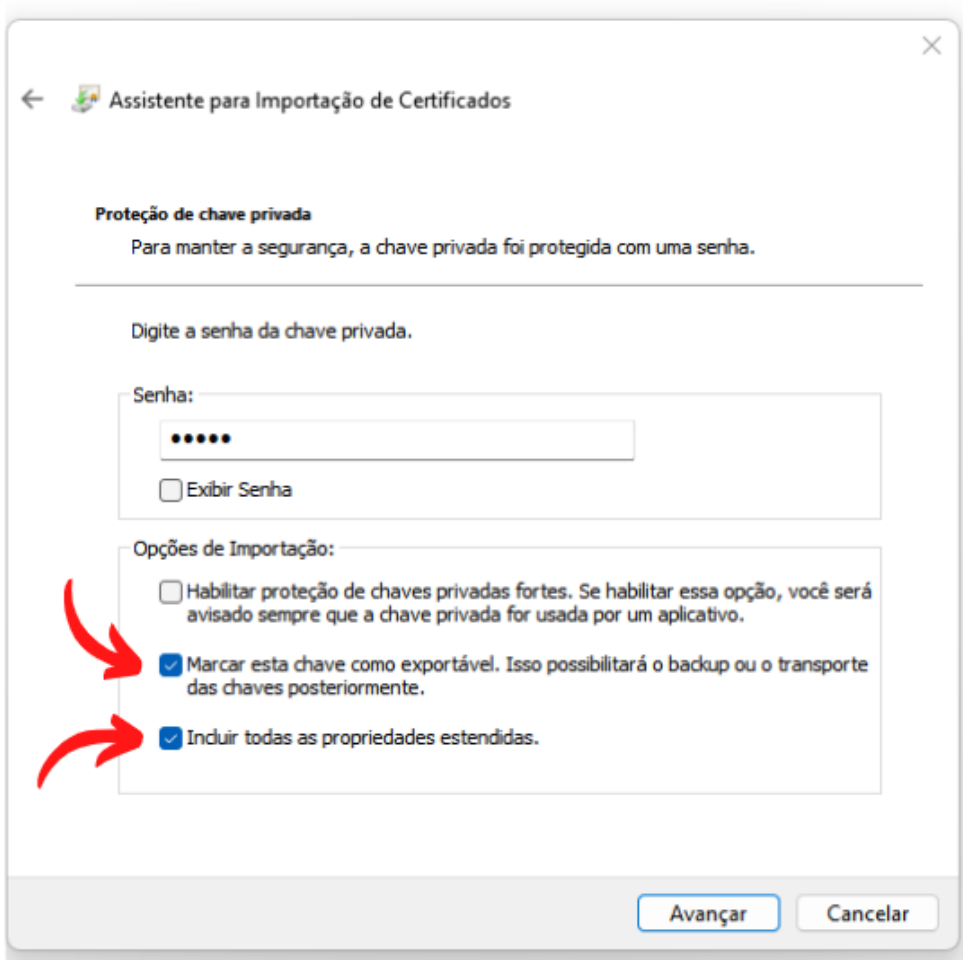 Assistente para Importação de Certificados
Proteção de chave privada
Para manter a segurança, a chave privada foi protegida com uma senha.
Digite a senha da chave privada.
Senha:
•••••
Exibir Senha
Opções de Importação:
Habilitar proteção de chaves privadas fortes. Se habilitar essa opção, você será
avisado sempre que a chave privada for usada por um aplicativo.
Marcar esta chave como exportável. Isso possibilitará o backup ou o transporte
das chaves posteriormente.
Incluir todas as propriedades estendidas.
Avançar
Cancelar